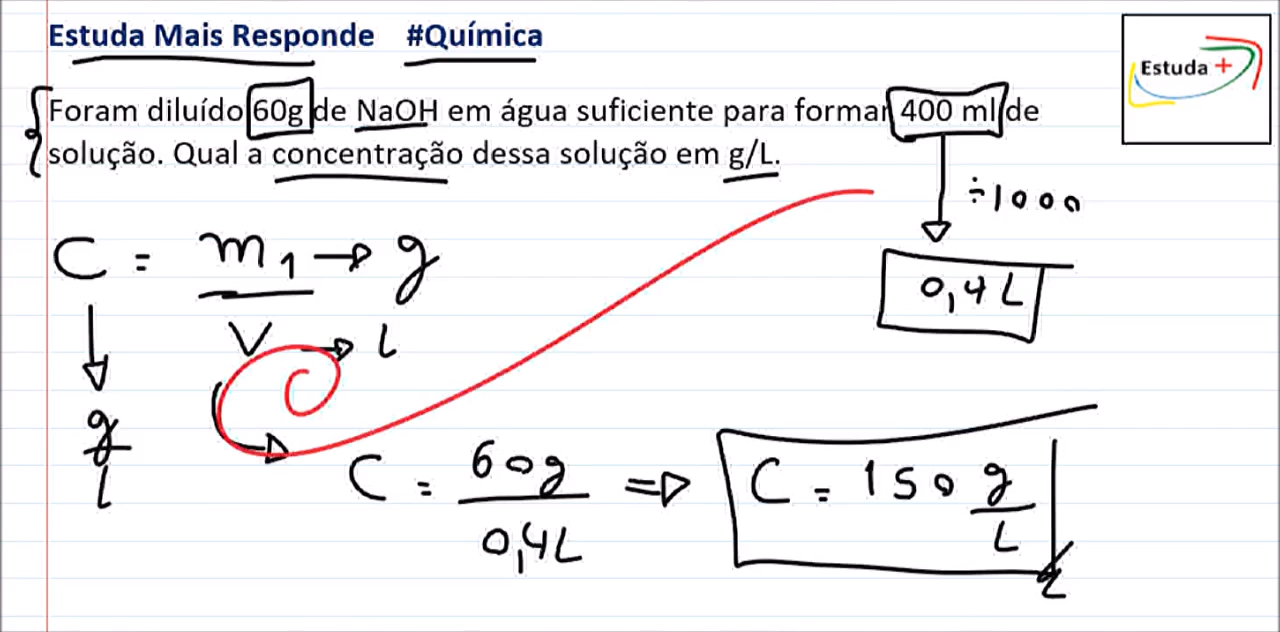 Estuda Mais Responde #Química
Estuda +
Foram diluído 60g de NaOH em água suficiente para formar 400 ml de
solução. Qual a concentração dessa solução em g/L.
÷1000
0,4 L
C = m1 → g
V → l
g
l
C = 60g ⇒ C = 150 g
0,4L L